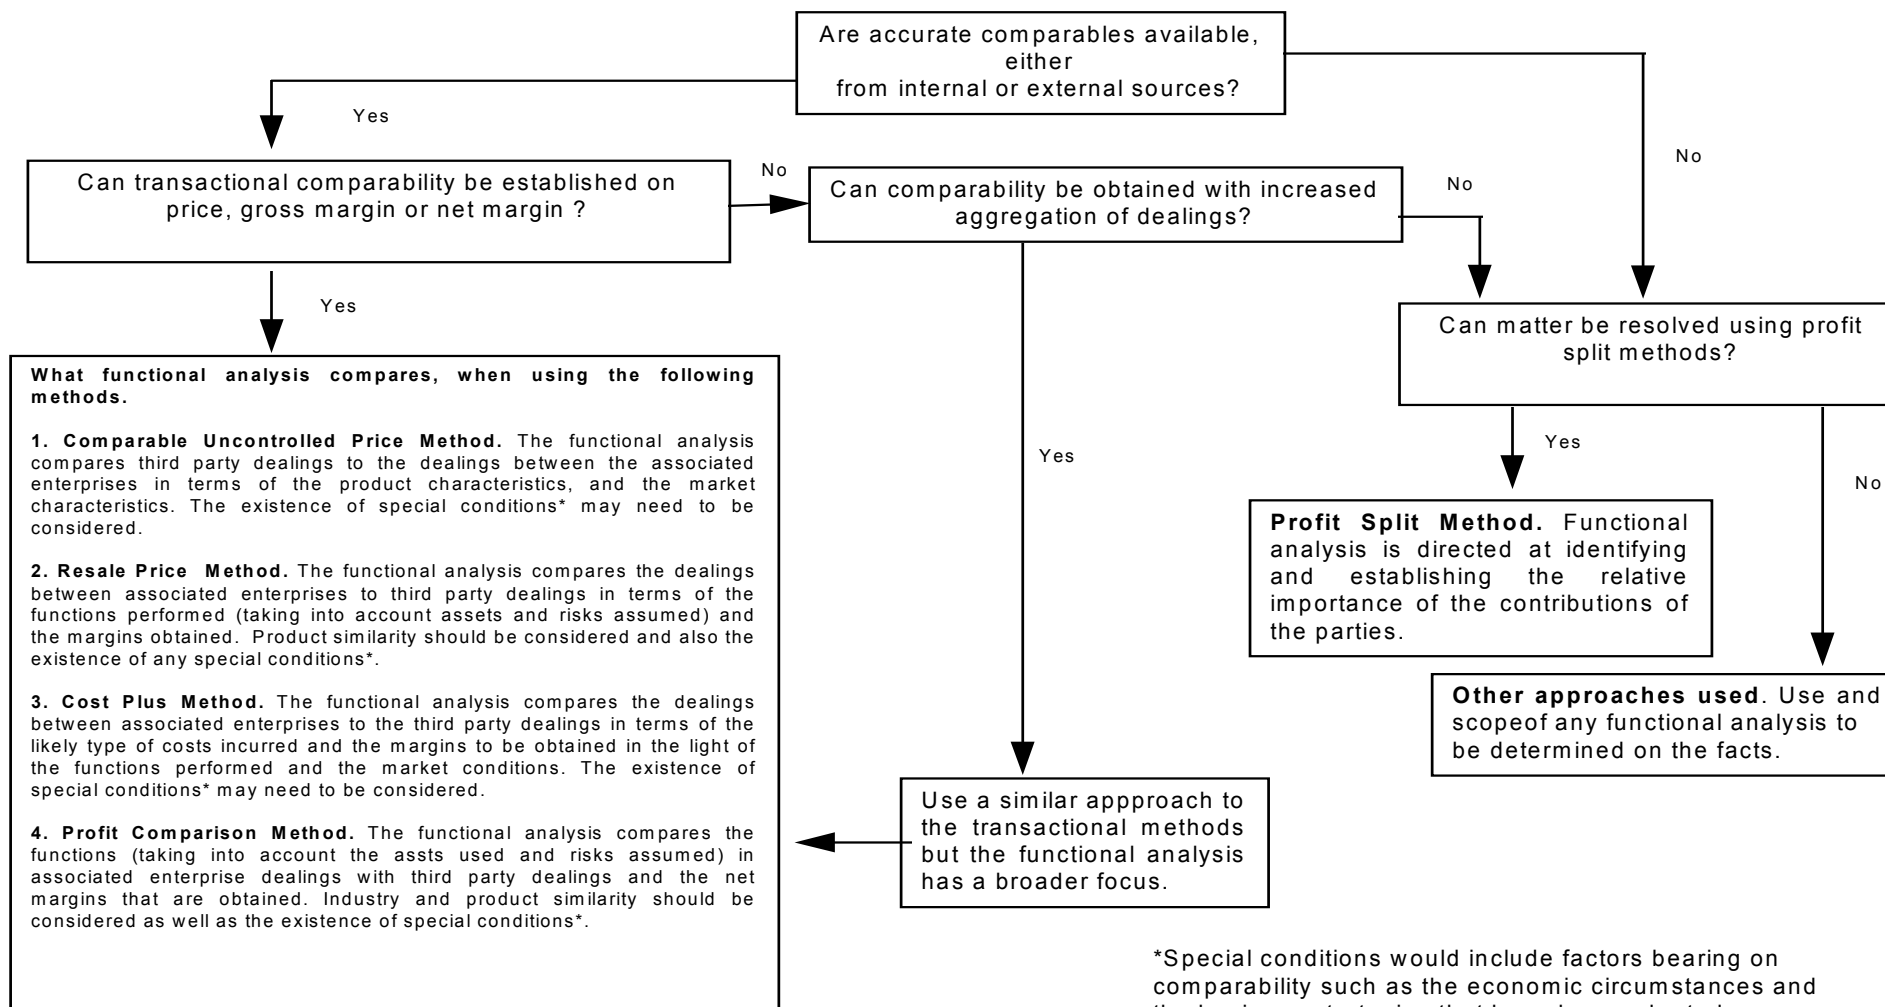 Are accurate comparables available,
either
from internal or external sources?
Yes
No
Can transactional comparability be established on
price, gross margin or net margin ?
No
Can comparability be obtained with increased
aggregation of dealings?
No
Yes
Yes
Can matter be resolved using profit
split methods?
Yes
No
What functional analysis compares, when using the following
methods.
1. Comparable Uncontrolled Price Method. The functional analysis
compares third party dealings to the dealings between the associated
enterprises in terms of the product characteristics, and the market
characteristics. The existence of special conditions* may need to be
considered.
2. Resale Price Method. The functional analysis compares the dealings
between associated enterprises to third party dealings in terms of the
functions performed (taking into account assets and risks assumed) and
the margins obtained. Product similarity should be considered and also the
existence of any special conditions*.
3. Cost Plus Method. The functional analysis compares the dealings
between associated enterprises to the third party dealings in terms of the
likely type of costs incurred and the margins to be obtained in the light of
the functions performed and the market conditions. The existence of
special conditions* may need to be considered.
4. Profit Comparison Method. The functional analysis compares the
functions (taking into account the assts used and risks assumed) in
associated enterprise dealings with third party dealings and the net
margins that are obtained. Industry and product similarity should be
considered as well as the existence of special conditions*.
Profit Split Method. Functional
analysis is directed at identifying
and establishing the relative
importance of the contributions of
the parties.
Other approaches used. Use and
scopeof any functional analysis to
be determined on the facts.
Use a similar appproach to
the transactional methods
but the functional analysis
has a broader focus.
*Special conditions would include factors bearing on
comparability such as the economic circumstances and